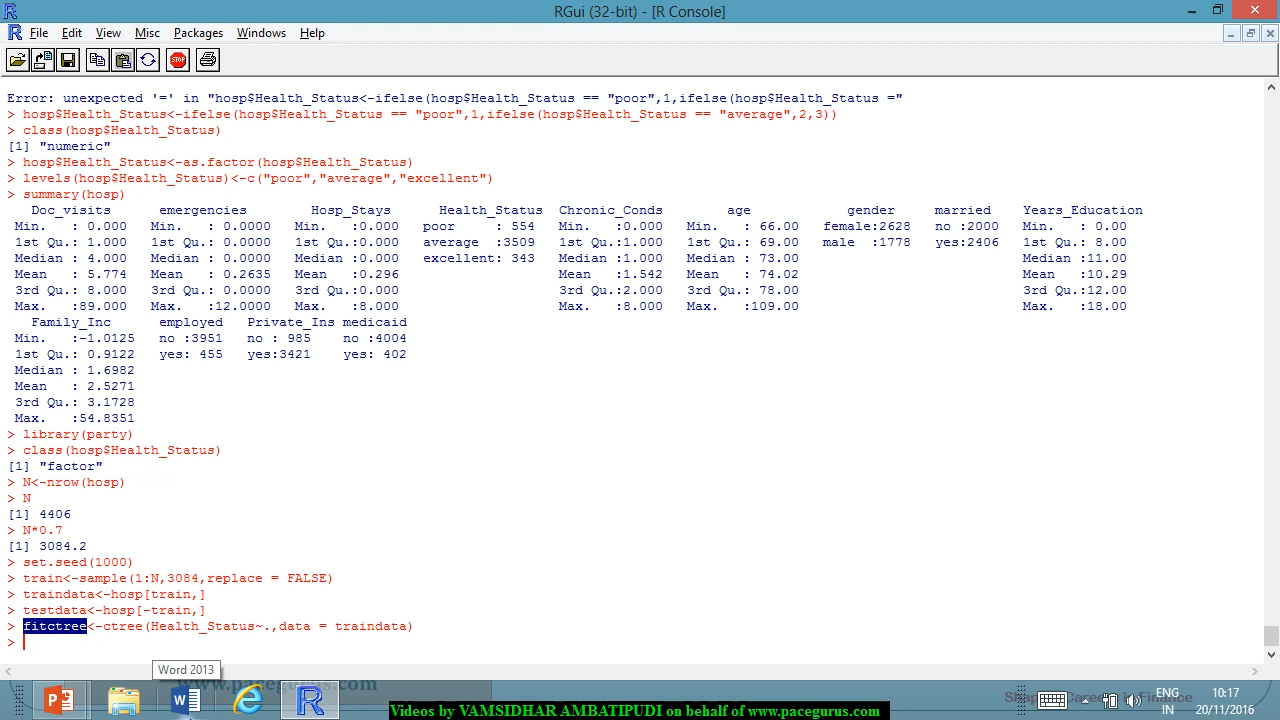 RGui (32-bit) - [R Console]
File Edit View Misc Packages Windows Help
STOP
Error: unexpected '=' in "hosp$Health_Status<-ifelse(hosp$Health_Status == "poor",1,ifelse(hosp$Health_Status ="
> hosp$Health_Status<-ifelse(hosp$Health_Status == "poor",1,ifelse(hosp$Health_Status == "average",2,3))
> class(hosp$Health_Status)
[1] "numeric"
> hosp$Health_Status<-as.factor(hosp$Health_Status)
> levels(hosp$Health_Status)<-c("poor","average","excellent")
> summary(hosp)
Doc_visits emergencies Hosp_Stays Health_Status Chronic_Conds age gender married Years_Education
Min. : 0.000 Min. : 0.0000 Min. :0.000 poor : 554 Min. :0.000 Min. : 66.00 female:2628 no :2000 Min. : 0.00
1st Qu.: 1.000 1st Qu.: 0.0000 1st Qu.:0.000 average :3509 1st Qu.:1.000 1st Qu.: 69.00 male :1778 yes:2406 1st Qu.: 8.00
Median : 4.000 Median : 0.0000 Median :0.000 excellent: 343 Median :1.000 Median : 73.00 Median :11.00
Mean : 5.774 Mean : 0.2635 Mean :0.296 Mean :1.542 Mean : 74.02 Mean :10.29
3rd Qu.: 8.000 3rd Qu.: 0.0000 3rd Qu.:0.000 3rd Qu.:2.000 3rd Qu.: 78.00 3rd Qu.:12.00
Max. :89.000 Max. :12.0000 Max. :8.000 Max. :8.000 Max. :109.00 Max. :18.00
Family_Inc employed Private_Ins medicaid
Min. :-1.0125 no :3951 no : 985 no :4004
1st Qu.: 0.9122 yes: 455 yes:3421 yes: 402
Median : 1.6982
Mean : 2.5271
3rd Qu.: 3.1728
Max. :54.8351
> library(party)
> class(hosp$Health_Status)
[1] "factor"
> N<-nrow(hosp)
> N
[1] 4406
> N*0.7
[1] 3084.2
> set.seed(1000)
> train<-sample(1:N,3084,replace = FALSE)
> traindata<-hosp[train,]
> testdata<-hosp[-train,]
> fitctree<-ctree(Health_Status~.,data = traindata)
>
Word 2013
www.pacegurus.com
ENG 10:17
IN 20/11/2016
Videos by VAMSIDHAR AMBATIPUDI on behalf of www.pacegurus.com